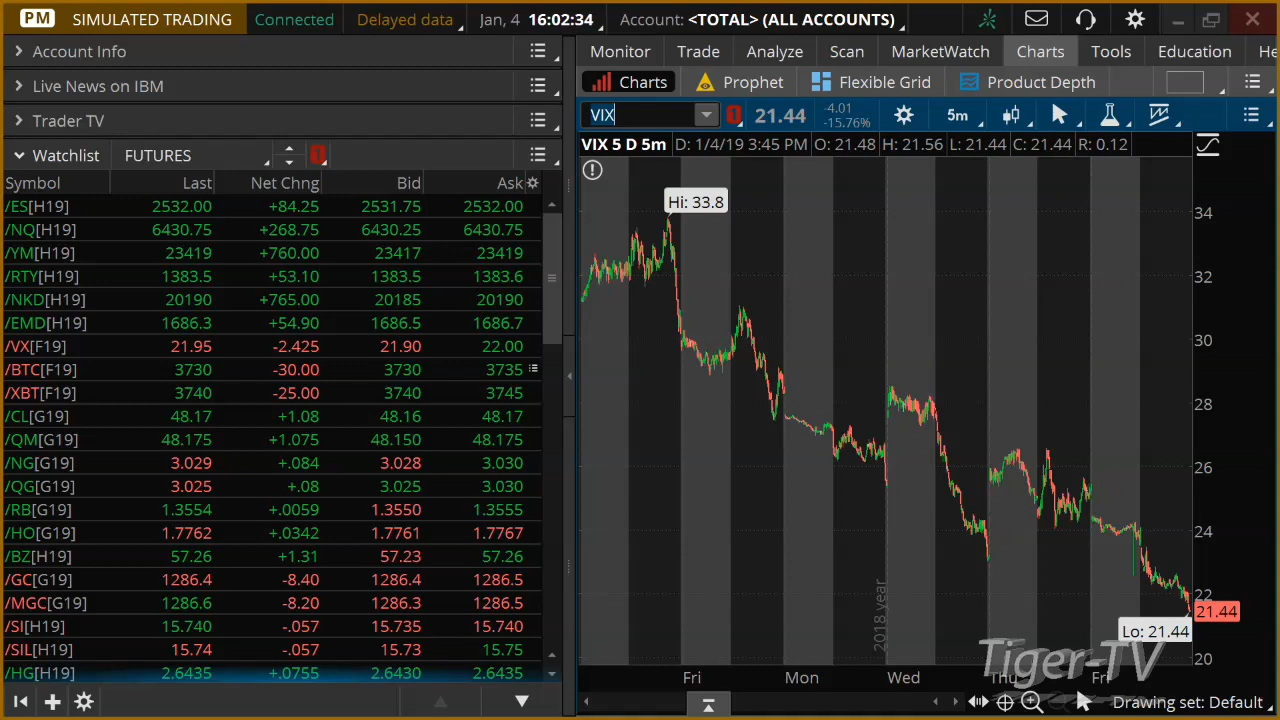 PM SIMULATED TRADING Connected Delayed data Jan, 4 16:02:34 Account: <TOTAL> (ALL ACCOUNTS)
Account Info
Live News on IBM
Trader TV
Watchlist FUTURES 1
Symbol Last Net Chng Bid Ask
/ES[H19] 2532.00 +84.25 2531.75 2532.00
/NQ[H19] 6430.75 +268.75 6430.25 6430.75
/YM[H19] 23419 +760.00 23417 23419
/RTY[H19] 1383.5 +53.10 1383.5 1383.6
/NKD[H19] 20190 +765.00 20185 20190
/EMD[H19] 1686.3 +54.90 1686.5 1686.7
/VX[F19] 21.95 -2.425 21.90 22.00
/BTC[F19] 3730 -30.00 3730 3735
/XBT[F19] 3740 -25.00 3740 3745
/CL[G19] 48.17 +1.08 48.16 48.17
/QM[G19] 48.175 +1.075 48.150 48.175
/NG[G19] 3.029 +.084 3.028 3.030
/QG[G19] 3.025 +.08 3.025 3.030
/RB[G19] 1.3554 +.0059 1.3550 1.3555
/HO[G19] 1.7762 +.0342 1.7761 1.7767
/BZ[H19] 57.26 +1.31 57.23 57.26
/GC[G19] 1286.4 -8.40 1286.4 1286.5
/MGC[G19] 1286.6 -8.20 1286.3 1286.5
/SI[H19] 15.740 -.057 15.735 15.740
/SIL[H19] 15.74 -.057 15.73 15.75
/HG[H19] 2.6435 +.0755 2.6430 2.6435
Monitor Trade Analyze Scan MarketWatch Charts Tools Education He
Charts Prophet Flexible Grid Product Depth
VIX 1 21.44 -4.01 -15.76% 5m
VIX 5 D 5m D: 1/4/19 3:45 PM O: 21.48 H: 21.56 L: 21.44 C: 21.44 R: 0.12
Hi: 33.8
34
32
30
28
26
24
22
21.44
Lo: 21.44
20
2018 year
Tiger-TV
Fri Mon Wed Thu Fri
Drawing set: Default